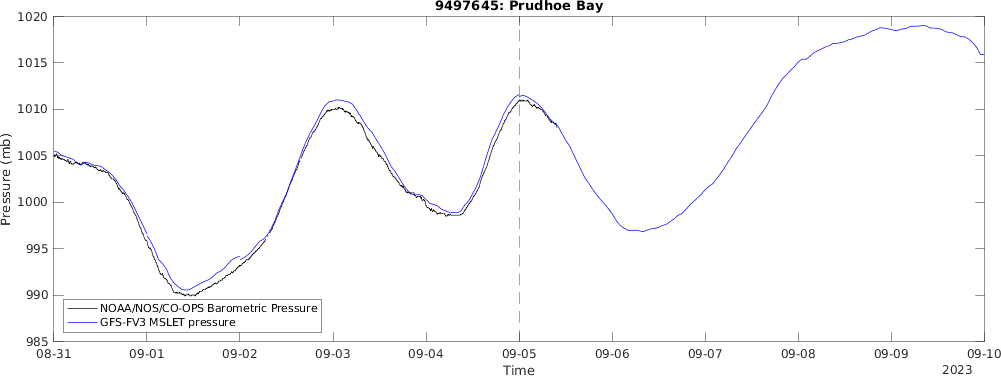 9497645: Prudhoe Bay
Pressure (mb)
1020
1015
1010
1005
1000
995
990
985
NOAA/NOS/CO-OPS Barometric Pressure
GFS-FV3 MSLET pressure
08-31 09-01 09-02 09-03 09-04 09-05 09-06 09-07 09-08 09-09 09-10
Time
2023